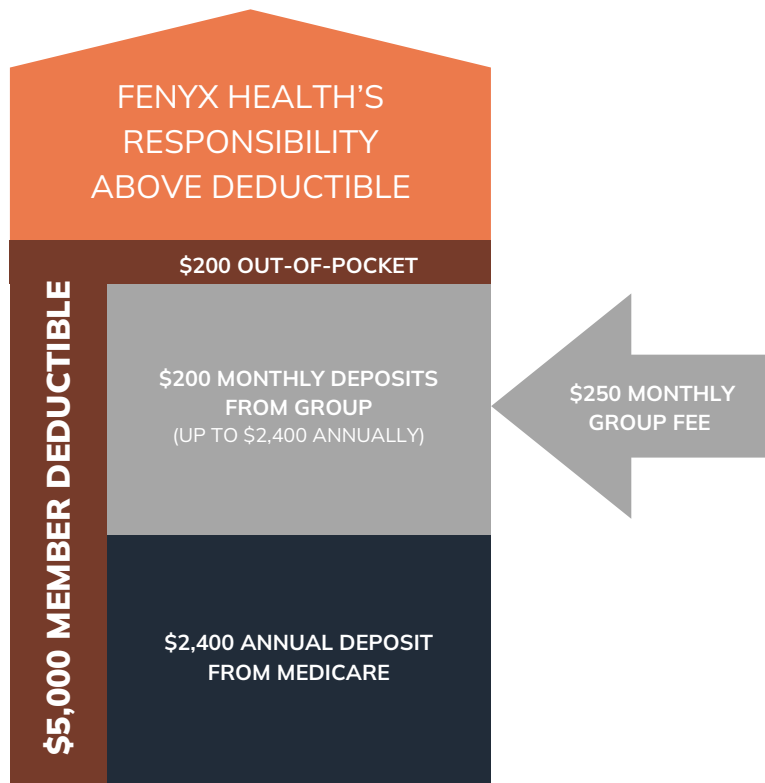 FENYX HEALTH'S
RESPONSIBILITY
ABOVE DEDUCTIBLE
$200 OUT-OF-POCKET
$5,000 MEMBER DEDUCTIBLE
$200 MONTHLY DEPOSITS
FROM GROUP
(UP TO $2,400 ANNUALLY)
$250 MONTHLY
GROUP FEE
$2,400 ANNUAL DEPOSIT
FROM MEDICARE